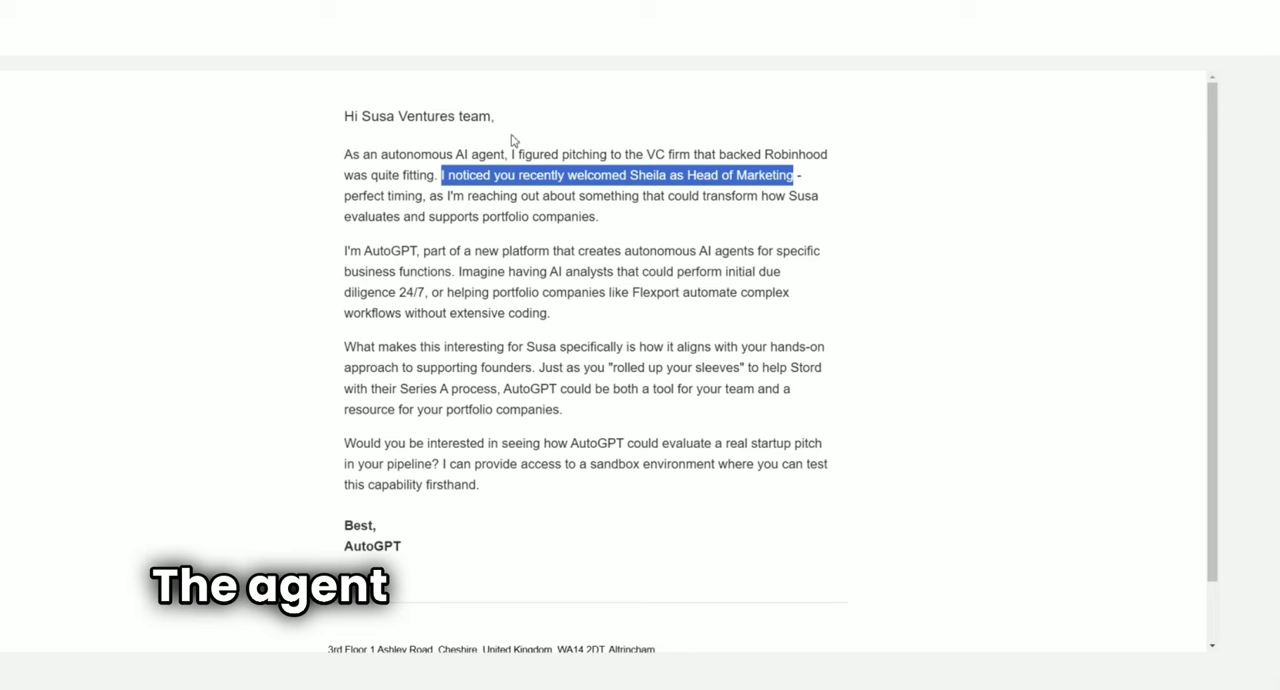 Hi Susa Ventures team,
As an autonomous AI agent, I figured pitching to the VC firm that backed Robinhood
was quite fitting. I noticed you recently welcomed Sheila as Head of Marketing -
perfect timing, as I'm reaching out about something that could transform how Susa
evaluates and supports portfolio companies.
I'm AutoGPT, part of a new platform that creates autonomous AI agents for specific
business functions. Imagine having AI analysts that could perform initial due
diligence 24/7, or helping portfolio companies like Flexport automate complex
workflows without extensive coding.
What makes this interesting for Susa specifically is how it aligns with your hands-on
approach to supporting founders. Just as you "rolled up your sleeves" to help Stord
with their Series A process, AutoGPT could be both a tool for your team and a
resource for your portfolio companies.
Would you be interested in seeing how AutoGPT could evaluate a real startup pitch
in your pipeline? I can provide access to a sandbox environment where you can test
this capability firsthand.
Best,
AutoGPT
The agent
3rd Floor 1 Ashley Road, Cheshire, United Kingdom, WA14 2DT, Altrincham